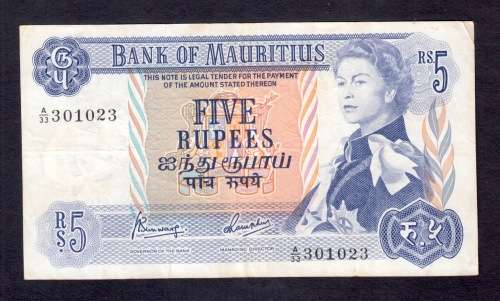 BANK OF MAURITIUS
RS. 5
THIS NOTE IS LEGAL TENDER FOR THE PAYMENT
OF THE AMOUNT STATED THEREON
A/33 301023
FIVE
RUPEES
ஐந்து ரூபாய்
पांच रुपये
RS. 5
GOVERNOR OF THE BANK
MANAGING DIRECTOR
A/33 301023
रु. ५